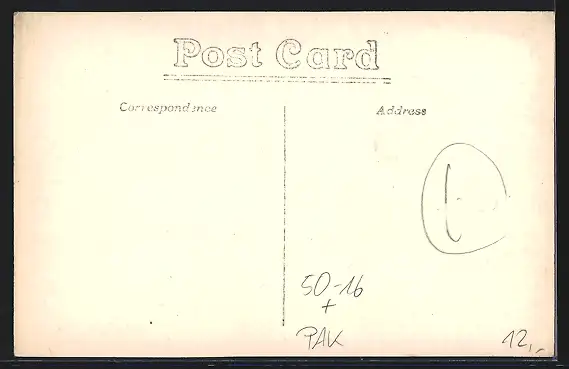 Post Card
Correspondence
Address
50-16
+
PAK
12,-